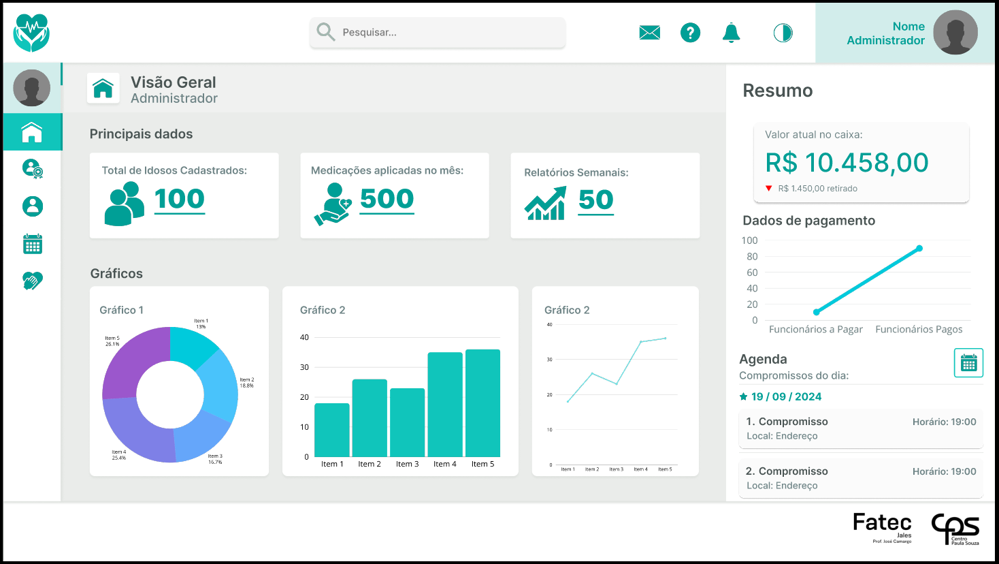 Pesquisar...
?
Nome
Administrador
Visão Geral
Administrador
Principais dados
Total de Idosos Cadastrados:
100
Medicações aplicadas no mês:
500
Relatórios Semanais:
50
Gráficos
Gráfico 1
Item 1
13%
Item 2
18.8%
Item 3
16.7%
Item 4
25.4%
Item 5
26.1%
Gráfico 2
40
30
20
10
0
Item 1 Item 2 Item 3 Item 4 Item 5
Gráfico 2
40
30
20
10
0
Item 1 Item 2 Item 3 Item 4 Item 5
Resumo
Valor atual no caixa:
R$ 10.458,00
R$ 1.450,00 retirado
Dados de pagamento
100
80
60
40
20
0
Funcionários a Pagar Funcionários Pagos
Agenda
Compromissos do dia:
19 / 09 / 2024
1. Compromisso Horário: 19:00
Local: Endereço
2. Compromisso Horário: 19:00
Local: Endereço
Fatec
Jales
Prof. José Camargo
CPS
Centro
Paula Souza